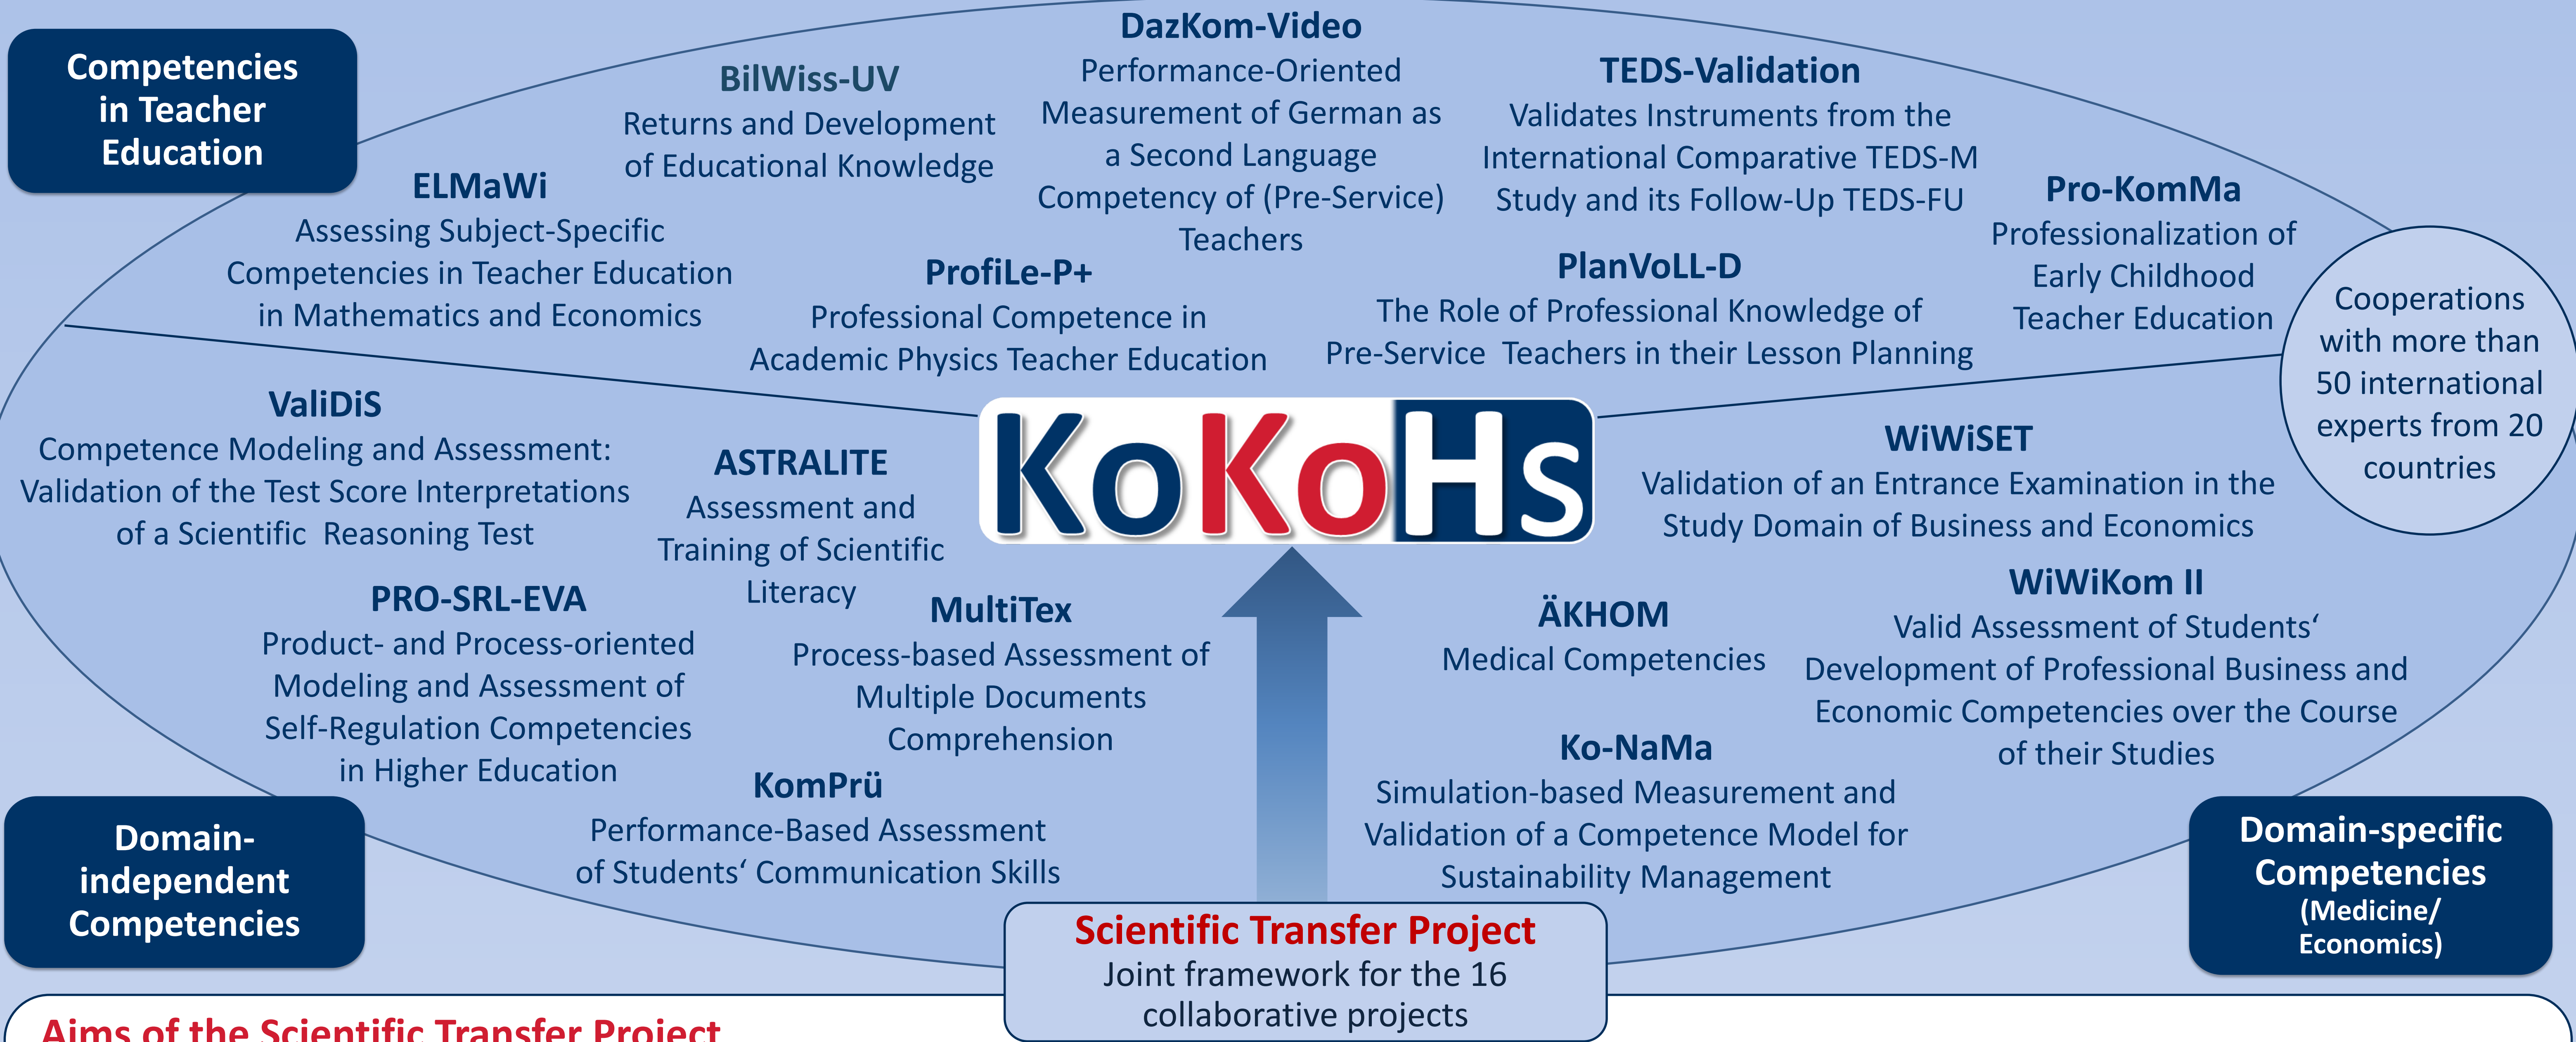 Competencies
in Teacher
Education
DazKom-Video
Performance-Oriented
Measurement of German as
a Second Language
Competency of (Pre-Service)
Teachers
BilWiss-UV
Returns and Development
of Educational Knowledge
TEDS-Validation
Validates Instruments from the
International Comparative TEDS-M
Study and its Follow-Up TEDS-FU
ELMaWi
Assessing Subject-Specific
Competencies in Teacher Education
in Mathematics and Economics
Pro-KomMa
Professionalization of
Early Childhood
Teacher Education
ProfiLe-P+
Professional Competence in
Academic Physics Teacher Education
PlanVoLL-D
The Role of Professional Knowledge of
Pre-Service Teachers in their Lesson Planning
Cooperations
with more than
50 international
experts from 20
countries
KoKoHs
ValiDiS
Competence Modeling and Assessment:
Validation of the Test Score Interpretations
of a Scientific Reasoning Test
ASTRALITE
Assessment and
Training of Scientific
Literacy
PRO-SRL-EVA
Product- and Process-oriented
Modeling and Assessment of
Self-Regulation Competencies
in Higher Education
MultiTex
Process-based Assessment of
Multiple Documents
Comprehension
KomPrü
Performance-Based Assessment
of Students‘ Communication Skills
Domain-
independent
Competencies
WiWiSET
Validation of an Entrance Examination in the
Study Domain of Business and Economics
WiWiKom II
Valid Assessment of Students‘
Development of Professional Business and
Economic Competencies over the Course
of their Studies
ÄKHOM
Medical Competencies
Ko-NaMa
Simulation-based Measurement and
Validation of a Competence Model for
Sustainability Management
Domain-specific
Competencies
(Medicine/
Economics)
Scientific Transfer Project
Joint framework for the 16
collaborative projects
Aims of the Scientific Transfer Project